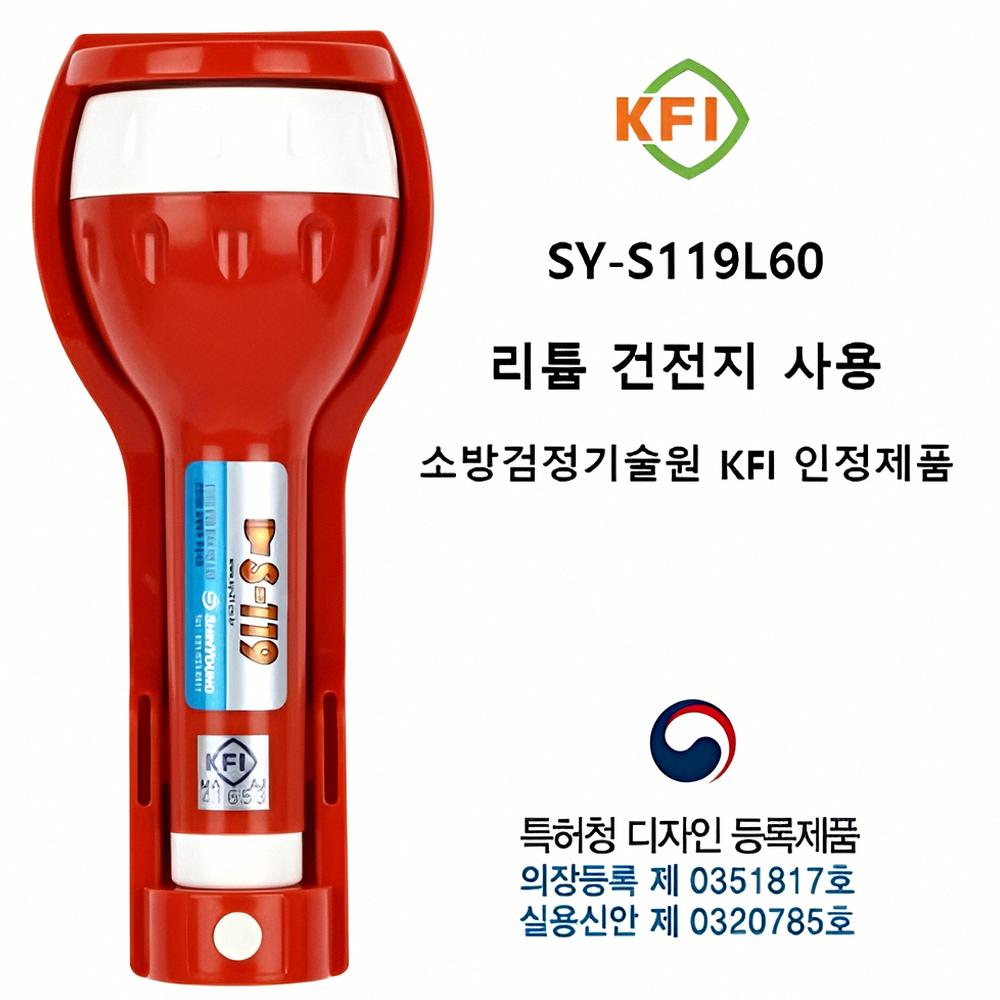 KFI
SY-S119L60
리튬 건전지 사용
소방검정기술원 KFI 인정제품
S-119
SHINYOUNG
KFI
특허청 디자인 등록제품
의장등록 제 0351817호
실용신안 제 0320785호